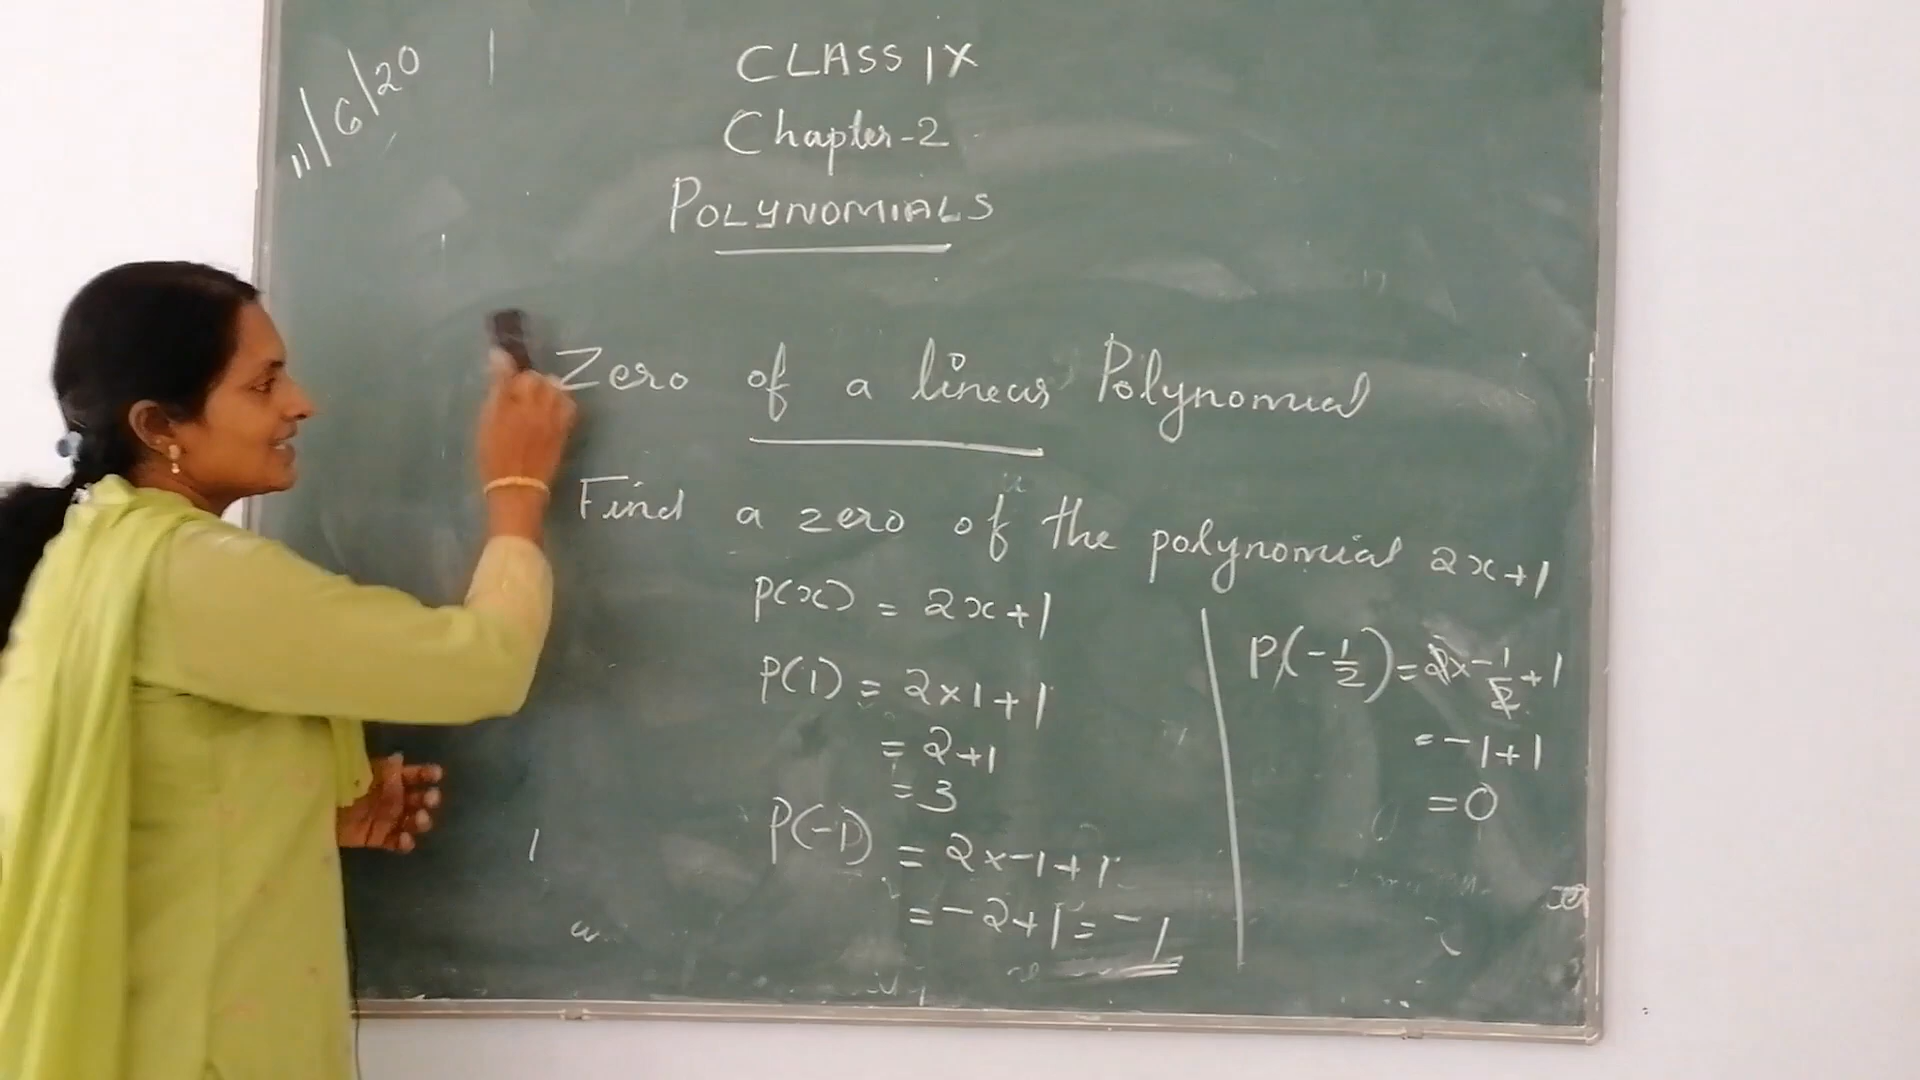 11/6/20
CLASS IX
Chapter-2
POLYNOMIALS
Zero of a linear Polynomial
Find a zero of the polynomial 2x+1
P(x) = 2x+1
P(1) = 2×1+1
= 2+1
= 3
P(-1) = 2×-1+1
= -2+1 = -1
P(-1/2) = 2×-1/2+1
= -1+1
= 0